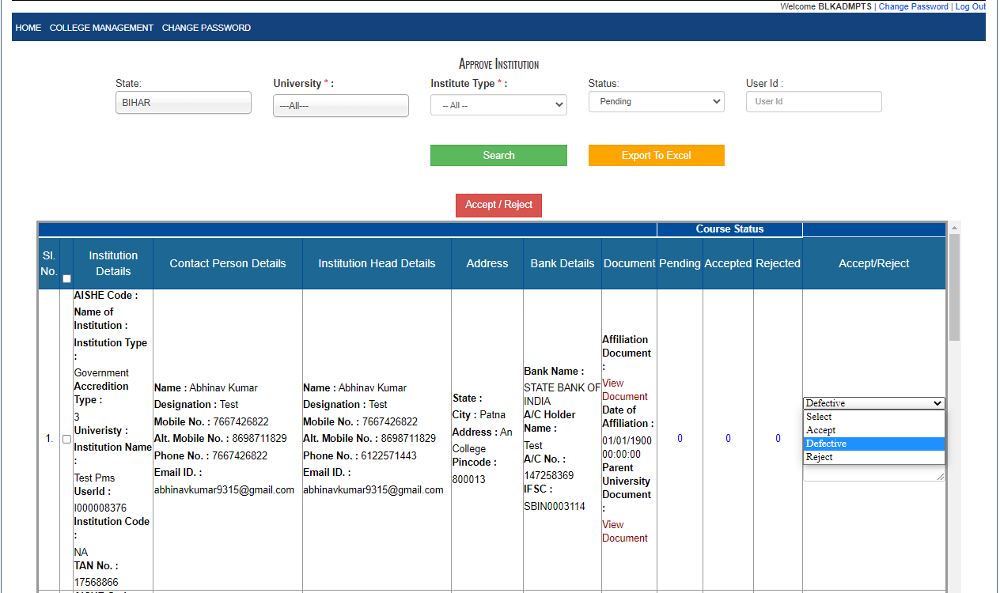 Welcome BLKADMPTS | Change Password | Log Out
HOME COLLEGE MANAGEMENT CHANGE PASSWORD
Approve Institution
State: University * : Institute Type * : Status: User Id :
BIHAR ---All--- -- All -- Pending User Id
Search Export To Excel
Accept / Reject
Course Status
Sl. No. Institution Details Contact Person Details Institution Head Details Address Bank Details Document Pending Accepted Rejected Accept/Reject
1.
AISHE Code :
Name of
Institution :
Institution Type
:
Government
Accredition
Type :
3
Univeristy :
Institution Name
:
Test Pms
UserId :
I000008376
Institution Code
:
NA
TAN No. :
17568866
Name : Abhinav Kumar
Designation : Test
Mobile No. : 7667426822
Alt. Mobile No. : 8698711829
Phone No. : 7667426822
Email ID. :
abhinavkumar9315@gmail.com
Name : Abhinav Kumar
Designation : Test
Mobile No. : 7667426822
Alt. Mobile No. : 8698711829
Phone No. : 6122571443
Email ID. :
abhinavkumar9315@gmail.com
State :
City : Patna
Address : An
College
Pincode :
800013
Bank Name :
STATE BANK OF
INDIA
A/C Holder
Name :
Test
A/C No. :
147258369
IFSC :
SBIN0003114
Affiliation
Document
:
View
Document
Date of
Affiliation :
01/01/1900
00:00:00
Parent
University
Document
:
View
Document
0 0 0
Defective
Select
Accept
Defective
Reject